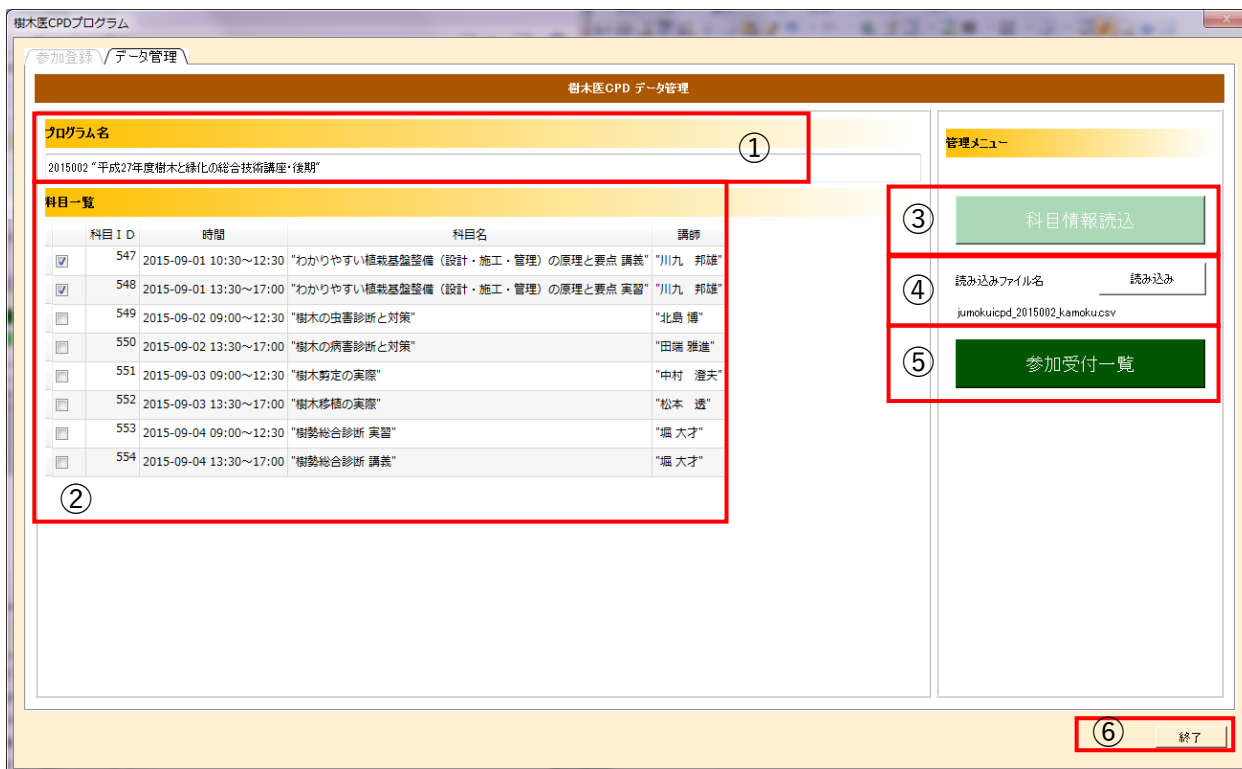 樹木医CPDプログラム
参加登録 データ管理
樹木医CPD データ管理
プログラム名
①
2015002 "平成27年度樹木と緑化の総合技術講座・後期"
科目一覧
科目ID 時間 科目名 講師
547 2015-09-01 10:30～12:30 "わかりやすい植栽基盤整備（設計・施工・管理）の原理と要点 講義" "川九 邦雄"
548 2015-09-01 13:30～17:00 "わかりやすい植栽基盤整備（設計・施工・管理）の原理と要点 実習" "川九 邦雄"
549 2015-09-02 09:00～12:30 "樹木の虫害診断と対策" "北島 博"
550 2015-09-02 13:30～17:00 "樹木の病害診断と対策" "田端 雅進"
551 2015-09-03 09:00～12:30 "樹木剪定の実際" "中村 澄夫"
552 2015-09-03 13:30～17:00 "樹木移植の実際" "松本 透"
553 2015-09-04 09:00～12:30 "樹勢総合診断 実習" "堀 大才"
554 2015-09-04 13:30～17:00 "樹勢総合診断 講義" "堀 大才"
②
管理メニュー
③ 科目情報読込
④ 読み込みファイル名 読み込み
jumokuicpd_2015002_kamoku.csv
⑤ 参加受付一覧
⑥ 終了